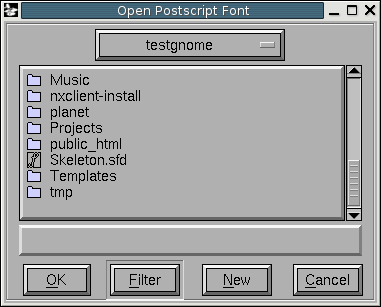 Open Postscript Font
testgnome
Music
nxclient-install
planet
Projects
public_html
Skeleton.sfd
Templates
tmp
OK Filter New Cancel